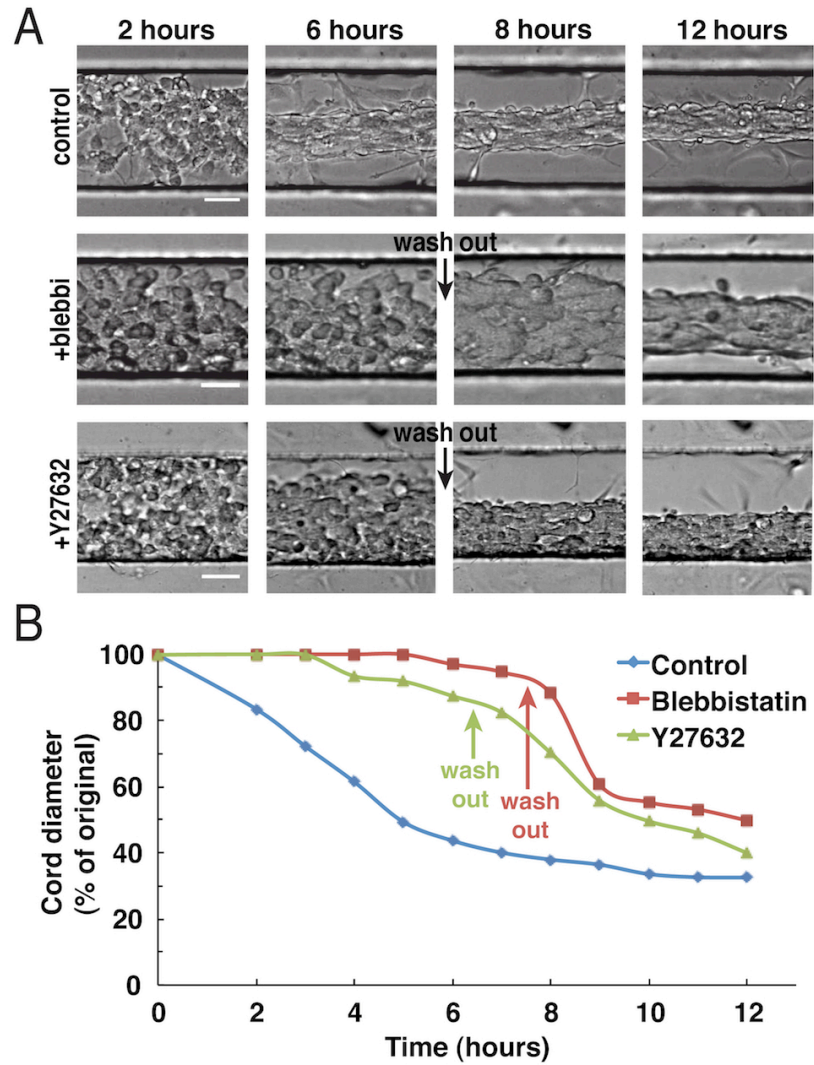 A
2 hours
6 hours
8 hours
12 hours
control
+blebbi
wash out
+Y27632
wash out
B
Cord diameter
(% of original)
100
80
60
40
20
0
0
2
4
6
8
10
12
Time (hours)
Control
Blebbistatin
Y27632
wash
out
wash
out